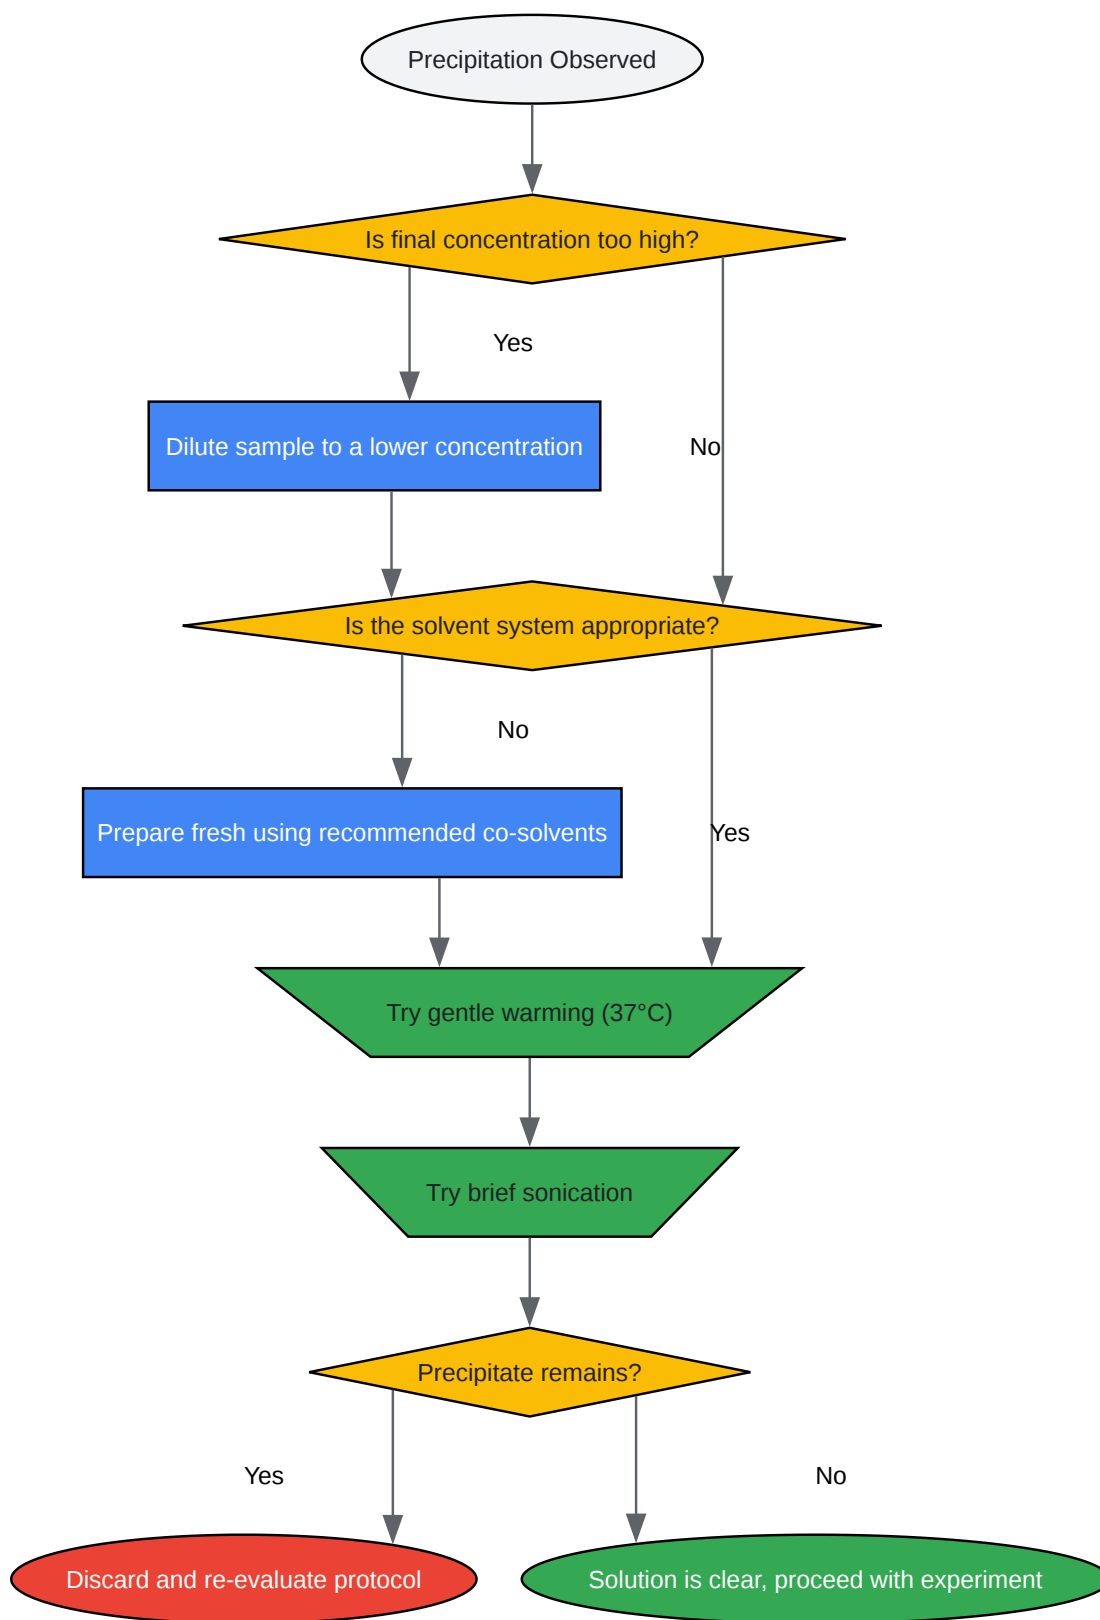 Precipitation Observed
Is final concentration too high?
Yes
Dilute sample to a lower concentration
No
Is the solvent system appropriate?
No
Prepare fresh using recommended co-solvents
Yes
Try gentle warming (37°C)
Try brief sonication
Precipitate remains?
Yes
No
Discard and re-evaluate protocol
Solution is clear, proceed with experiment